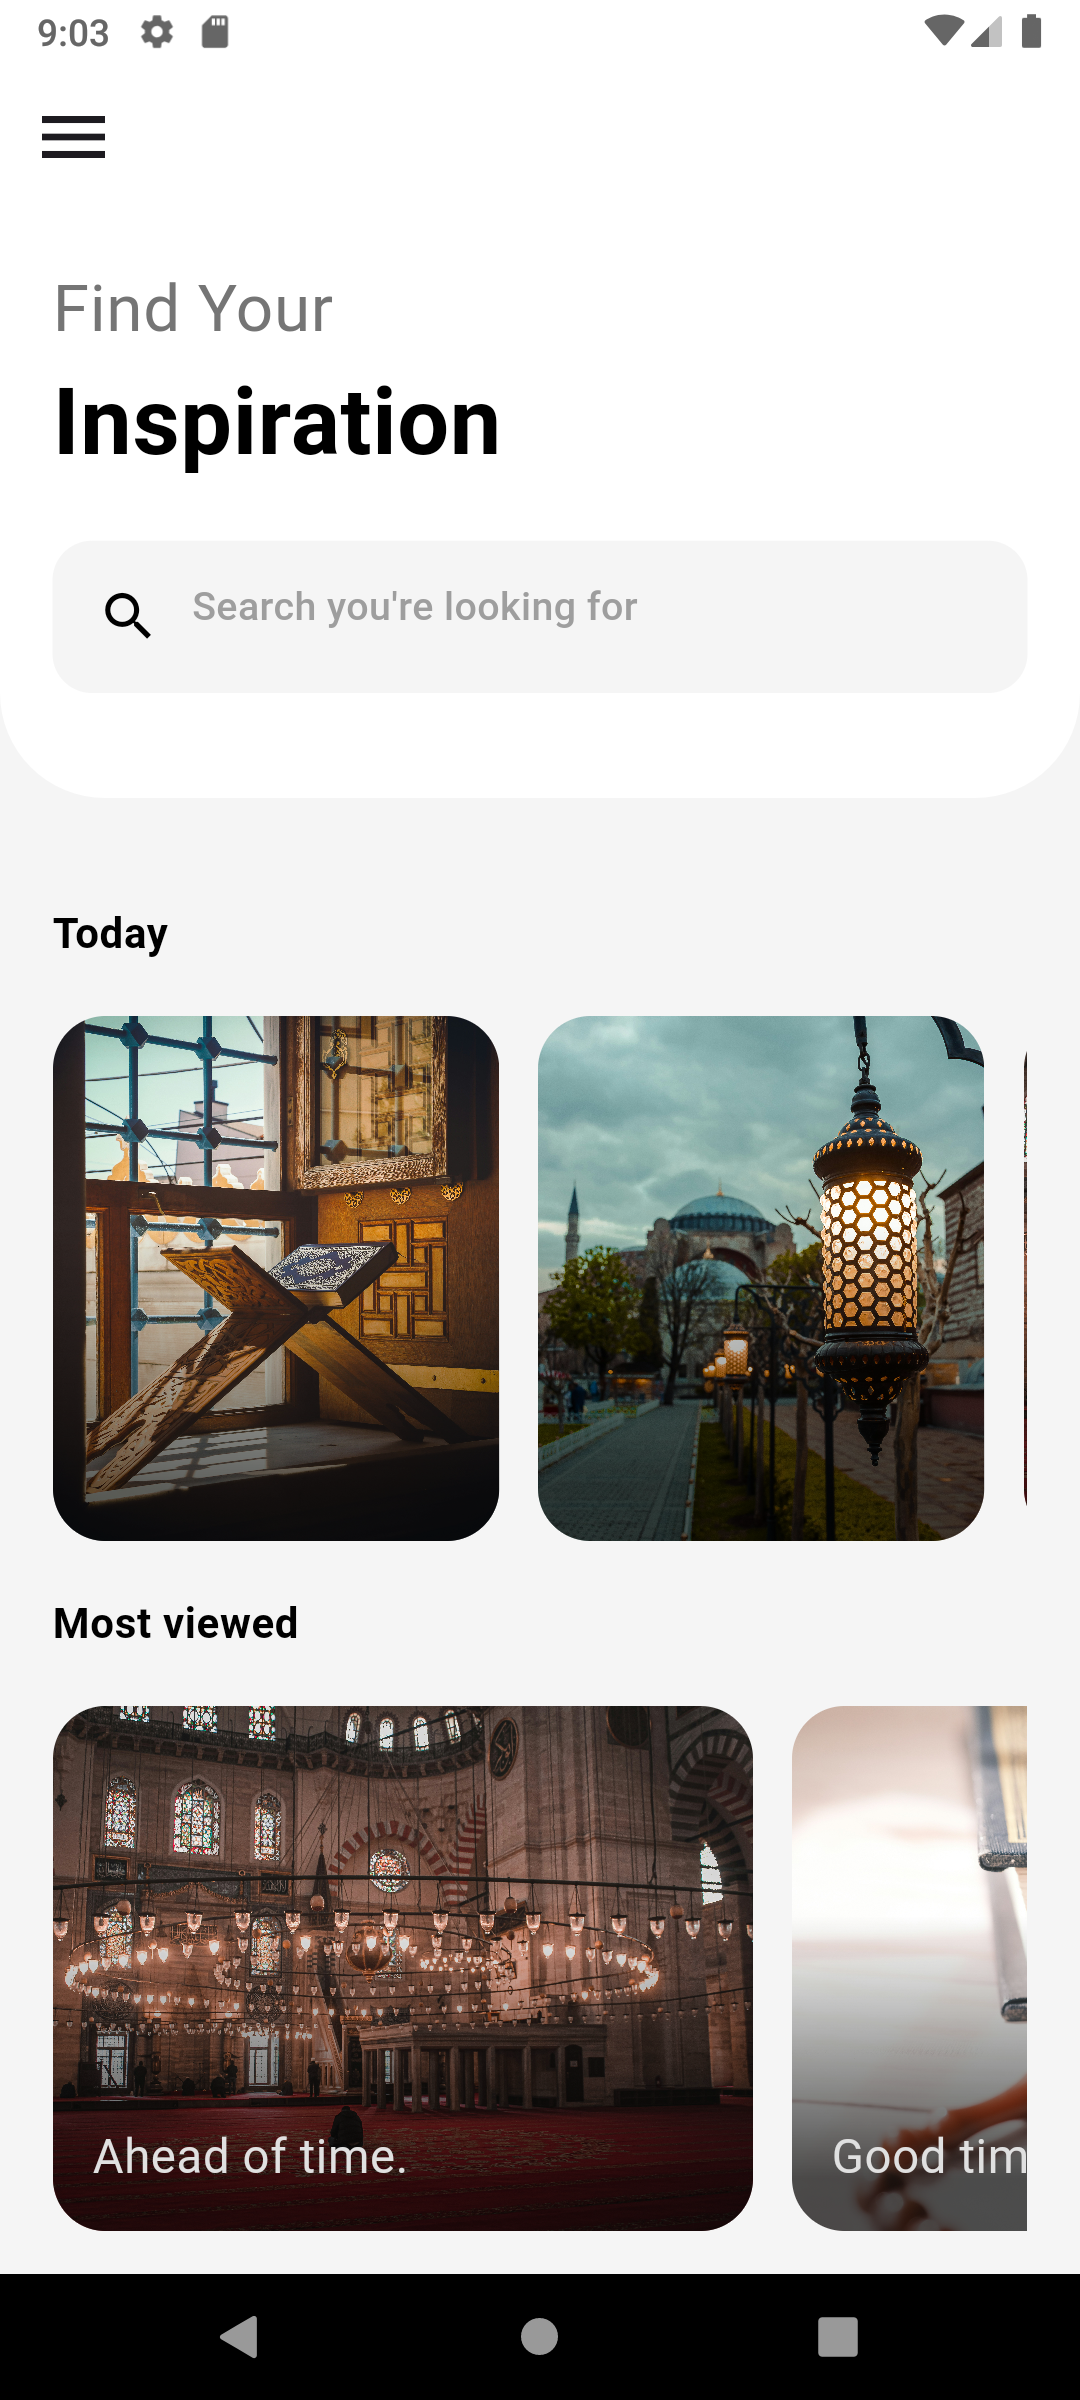 9:03
Find Your
Inspiration
Search you're looking for
Today
Most viewed
Ahead of time.
Good tim